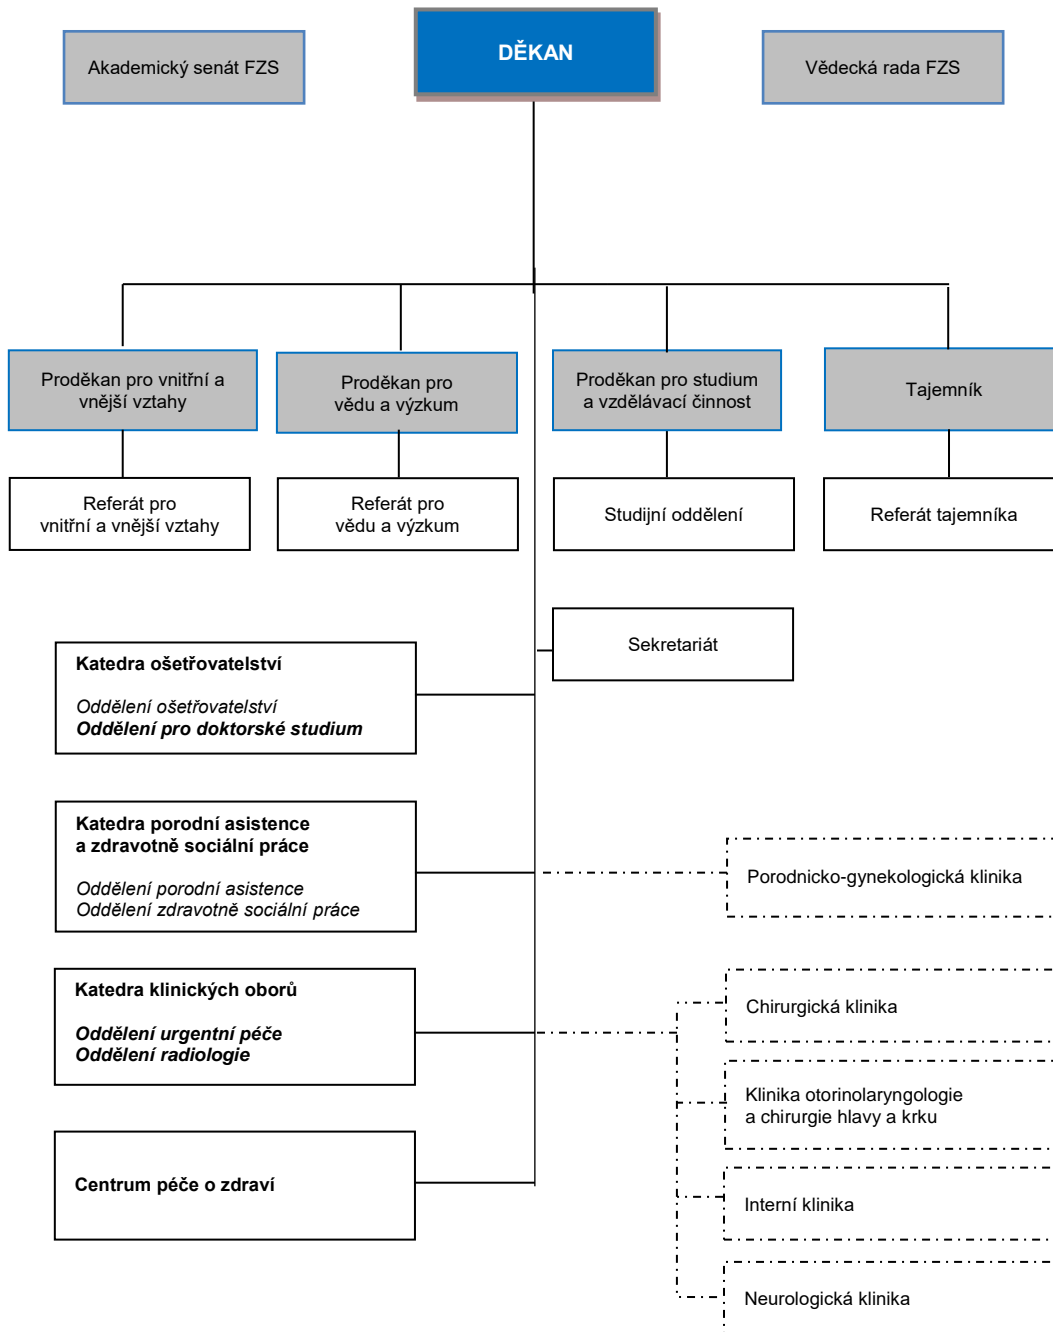 DĚKAN
Akademický senát FZS
Vědecká rada FZS
Proděkan pro vnitřní a
vnější vztahy
Proděkan pro
vědu a výzkum
Proděkan pro studium
a vzdělávací činnost
Tajemník
Referát pro
vnitřní a vnější vztahy
Referát pro
vědu a výzkum
Studijní oddělení
Referát tajemníka
Sekretariát
Katedra ošetřovatelství
Oddělení ošetřovatelství
Oddělení pro doktorské studium
Katedra porodní asistence
a zdravotně sociální práce
Oddělení porodní asistence
Oddělení zdravotně sociální práce
Porodnicko-gynekologická klinika
Katedra klinických oborů
Oddělení urgentní péče
Oddělení radiologie
Chirurgická klinika
Klinika otorinolaryngologie
a chirurgie hlavy a krku
Centrum péče o zdraví
Interní klinika
Neurologická klinika